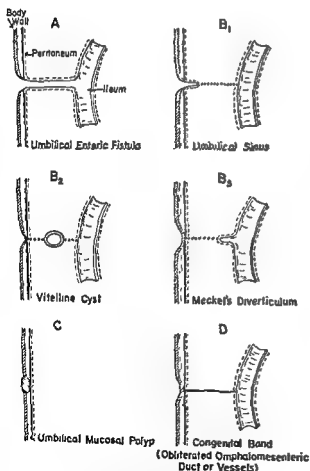 Body
Wall
A
Peritoneum
Ileum
Umbilical Enteric Fistula
B₁
Umbilical Sinus
B₂
Vitelline Cyst
B₃
Meckel's Diverticulum
C
Umbilical Mucosal Polyp
D
Congenital Band
(Obliterated Omphalomesenteric
Duct or Vessels)